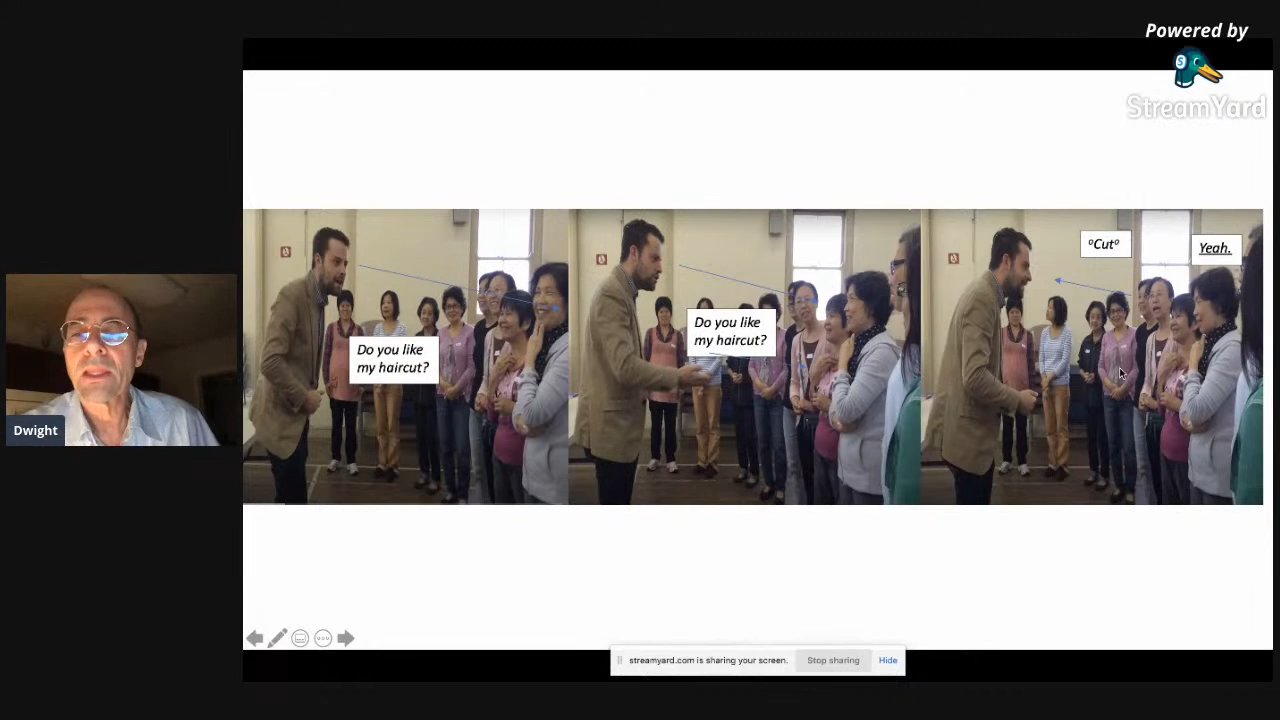 Powered by
StreamYard
ºCutº
Yeah.
Do you like
my haircut?
Do you like
my haircut?
Dwight
streamyard.com is sharing your screen.
Stop sharing
Hide